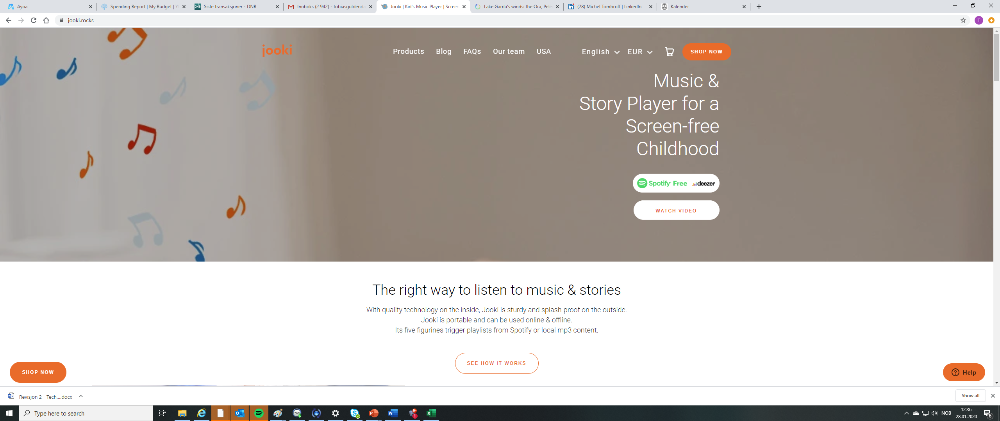 Ayoa
Spending Report | My Budget | Y
DNB Siste transaksjoner - DNB
Innboks (2 942) - tobiasguldenda
Jooki | Kid's Music Player | Screen
Lake Garda's winds: the Ora, Pelè
in (28) Michel Tombroff | LinkedIn
Kalender
jooki.rocks
T
jooki
Products Blog FAQs Our team USA
English EUR
SHOP NOW
Music &
Story Player for a
Screen-free
Childhood
Spotify Free deezer
WATCH VIDEO
The right way to listen to music & stories
With quality technology on the inside, Jooki is sturdy and splash-proof on the outside.
Jooki is portable and can be used online & offline.
Its five figurines trigger playlists from Spotify or local mp3 content.
SEE HOW IT WORKS
SHOP NOW
Help
Revisjon 2 - Tech....docx
Show all
Type here to search
NOB
12:36
28.01.2020
6